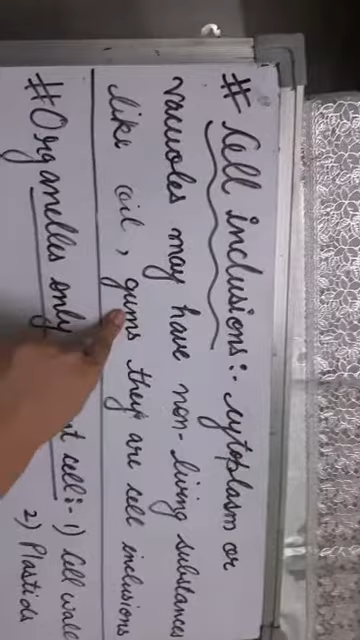 # Cell inclusions:- cytoplasm or
vacuoles may have non-living substances
like oil, gums they are cell inclusions
# Organelles only
nt cell:- 1) Cell wall
2) Plastids